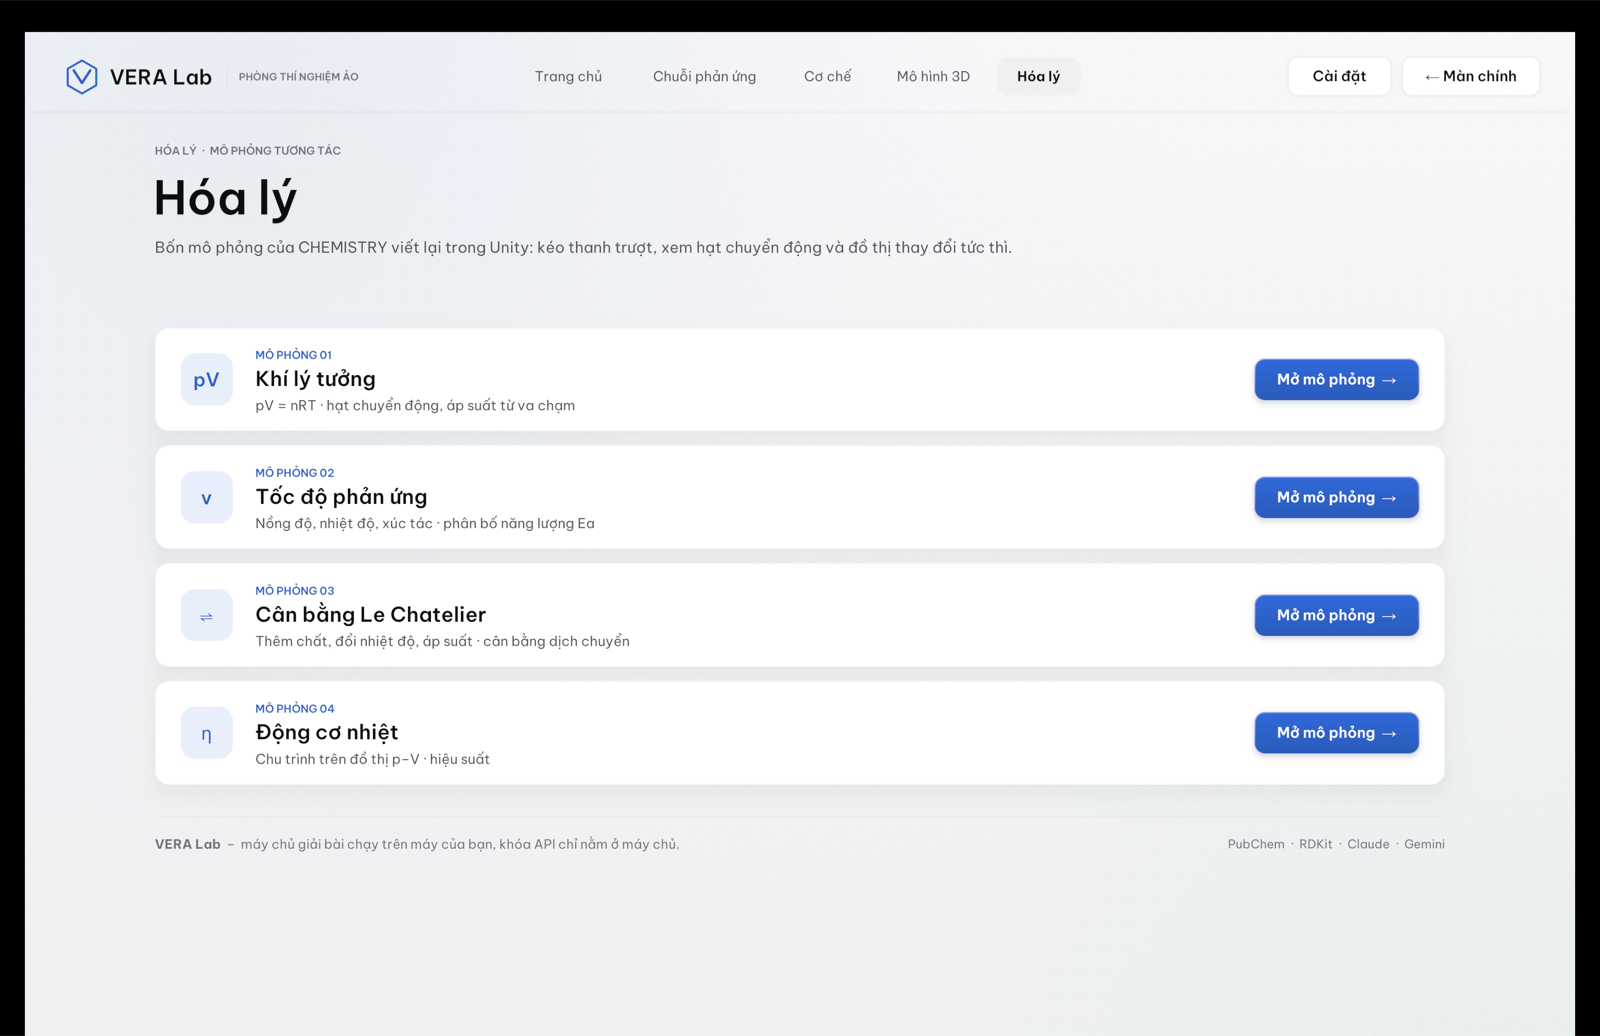 VERA Lab PHÒNG THÍ NGHIỆM ẢO Trang chủ Chuỗi phản ứng Cơ chế Mô hình 3D Hóa lý Cài đặt ← Màn chính
HÓA LÝ · MÔ PHỎNG TƯƠNG TÁC
Hóa lý
Bốn mô phỏng của CHEMISTRY viết lại trong Unity: kéo thanh trượt, xem hạt chuyển động và đồ thị thay đổi tức thì.
MÔ PHỎNG 01
pV Khí lý tưởng Mở mô phỏng →
pV = nRT · hạt chuyển động, áp suất từ va chạm
MÔ PHỎNG 02
v Tốc độ phản ứng Mở mô phỏng →
Nồng độ, nhiệt độ, xúc tác · phân bố năng lượng Ea
MÔ PHỎNG 03
⇌ Cân bằng Le Chatelier Mở mô phỏng →
Thêm chất, đổi nhiệt độ, áp suất · cân bằng dịch chuyển
MÔ PHỎNG 04
η Động cơ nhiệt Mở mô phỏng →
Chu trình trên đồ thị p–V · hiệu suất
VERA Lab – máy chủ giải bài chạy trên máy của bạn, khóa API chỉ nằm ở máy chủ. PubChem · RDKit · Claude · Gemini